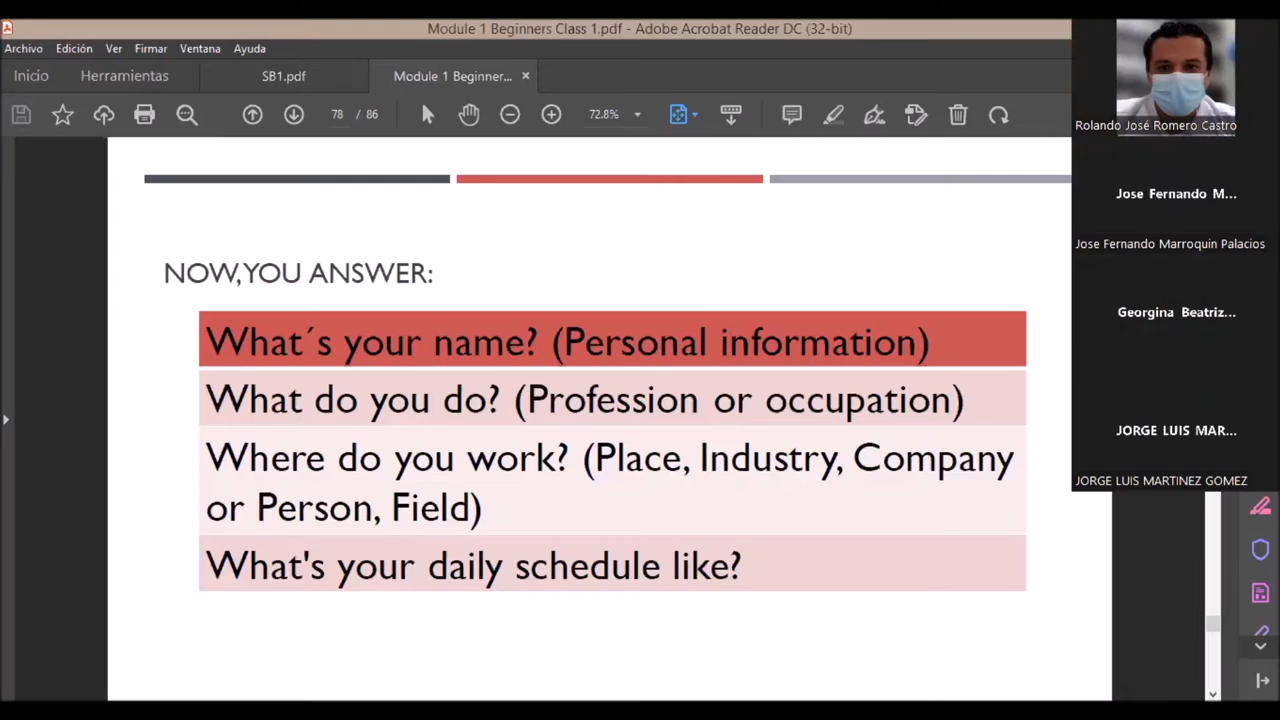 Module 1 Beginners Class 1.pdf - Adobe Acrobat Reader DC (32-bit)
Archivo Edición Ver Firmar Ventana Ayuda
Inicio Herramientas SB1.pdf Module 1 Beginner... ×
78 / 86 72.8%
Rolando José Romero Castro
Jose Fernando M...
Jose Fernando Marroquin Palacios
Georgina Beatriz...
JORGE LUIS MAR...
JORGE LUIS MARTINEZ GOMEZ
NOW, YOU ANSWER:
What´s your name? (Personal information)
What do you do? (Profession or occupation)
Where do you work? (Place, Industry, Company
or Person, Field)
What's your daily schedule like?